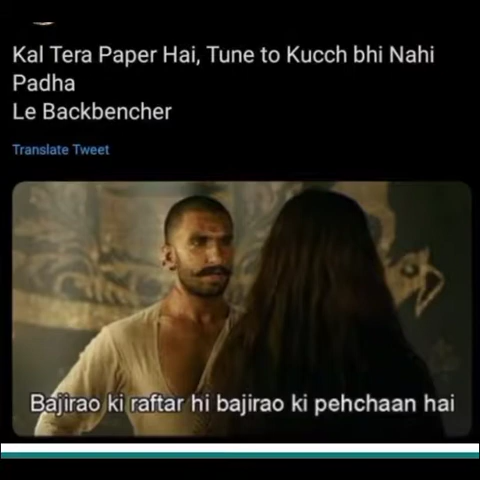 Kal Tera Paper Hai, Tune to Kucch bhi Nahi
Padha
Le Backbencher
Translate Tweet
Bajirao ki raftar hi bajirao ki pehchaan hai